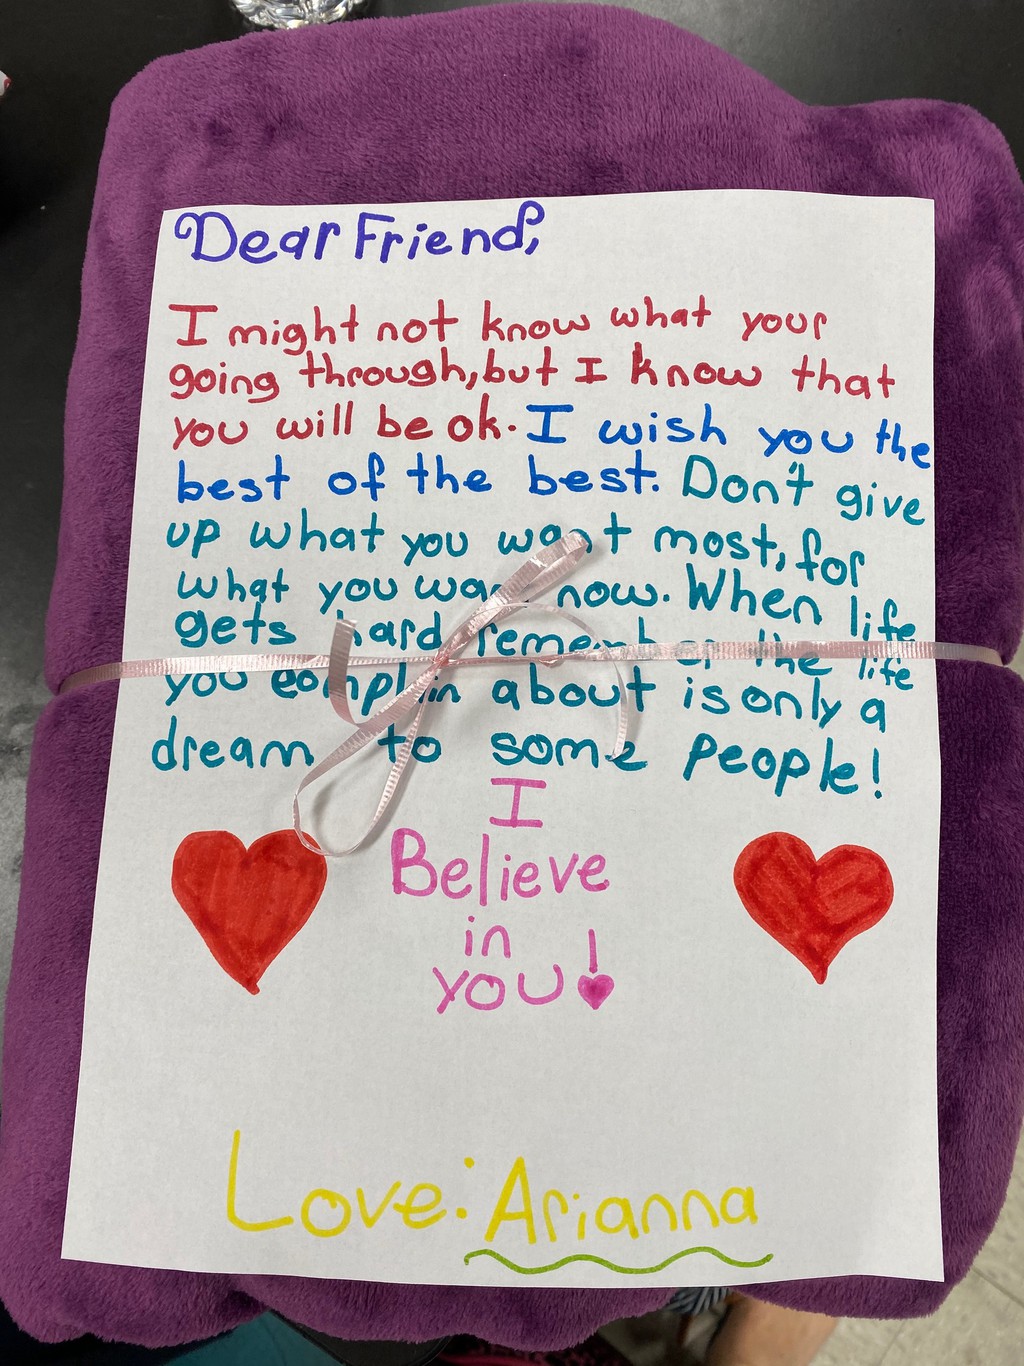 Dear Friend,
I might not know what your
going through, but I know that
you will be ok. I wish you the
best of the best. Don't give
up what you want most, for
what you want now. When life
gets hard remember the life
you complain about is only a
dream to some people!
I
Believe
in
you!
Love: Arianna